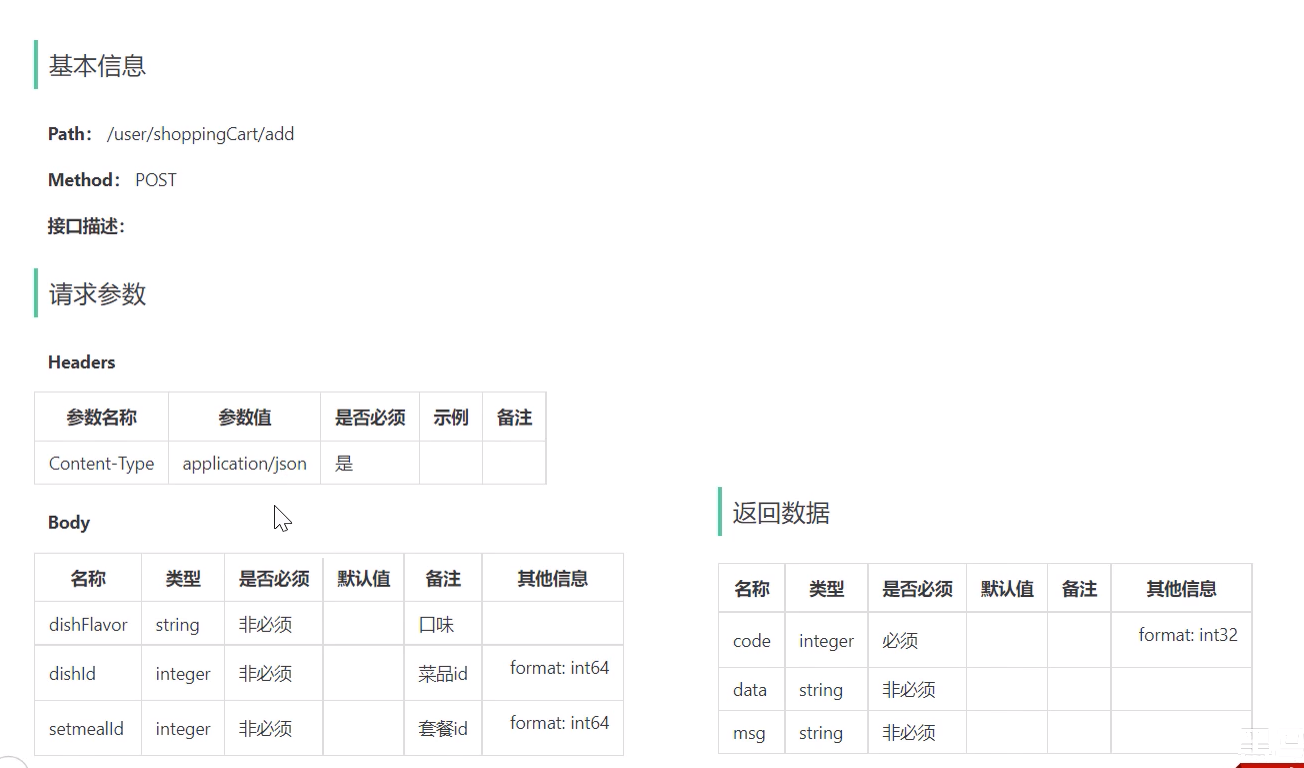 基本信息
Path： /user/shoppingCart/add
Method： POST
接口描述：
请求参数
Headers
参数名称 参数值 是否必须 示例 备注
Content-Type application/json 是
Body
名称 类型 是否必须 默认值 备注 其他信息
dishFlavor string 非必须 口味
dishId integer 非必须 菜品id format: int64
setmealId integer 非必须 套餐id format: int64
返回数据
名称 类型 是否必须 默认值 备注 其他信息
code integer 必须 format: int32
data string 非必须
msg string 非必须